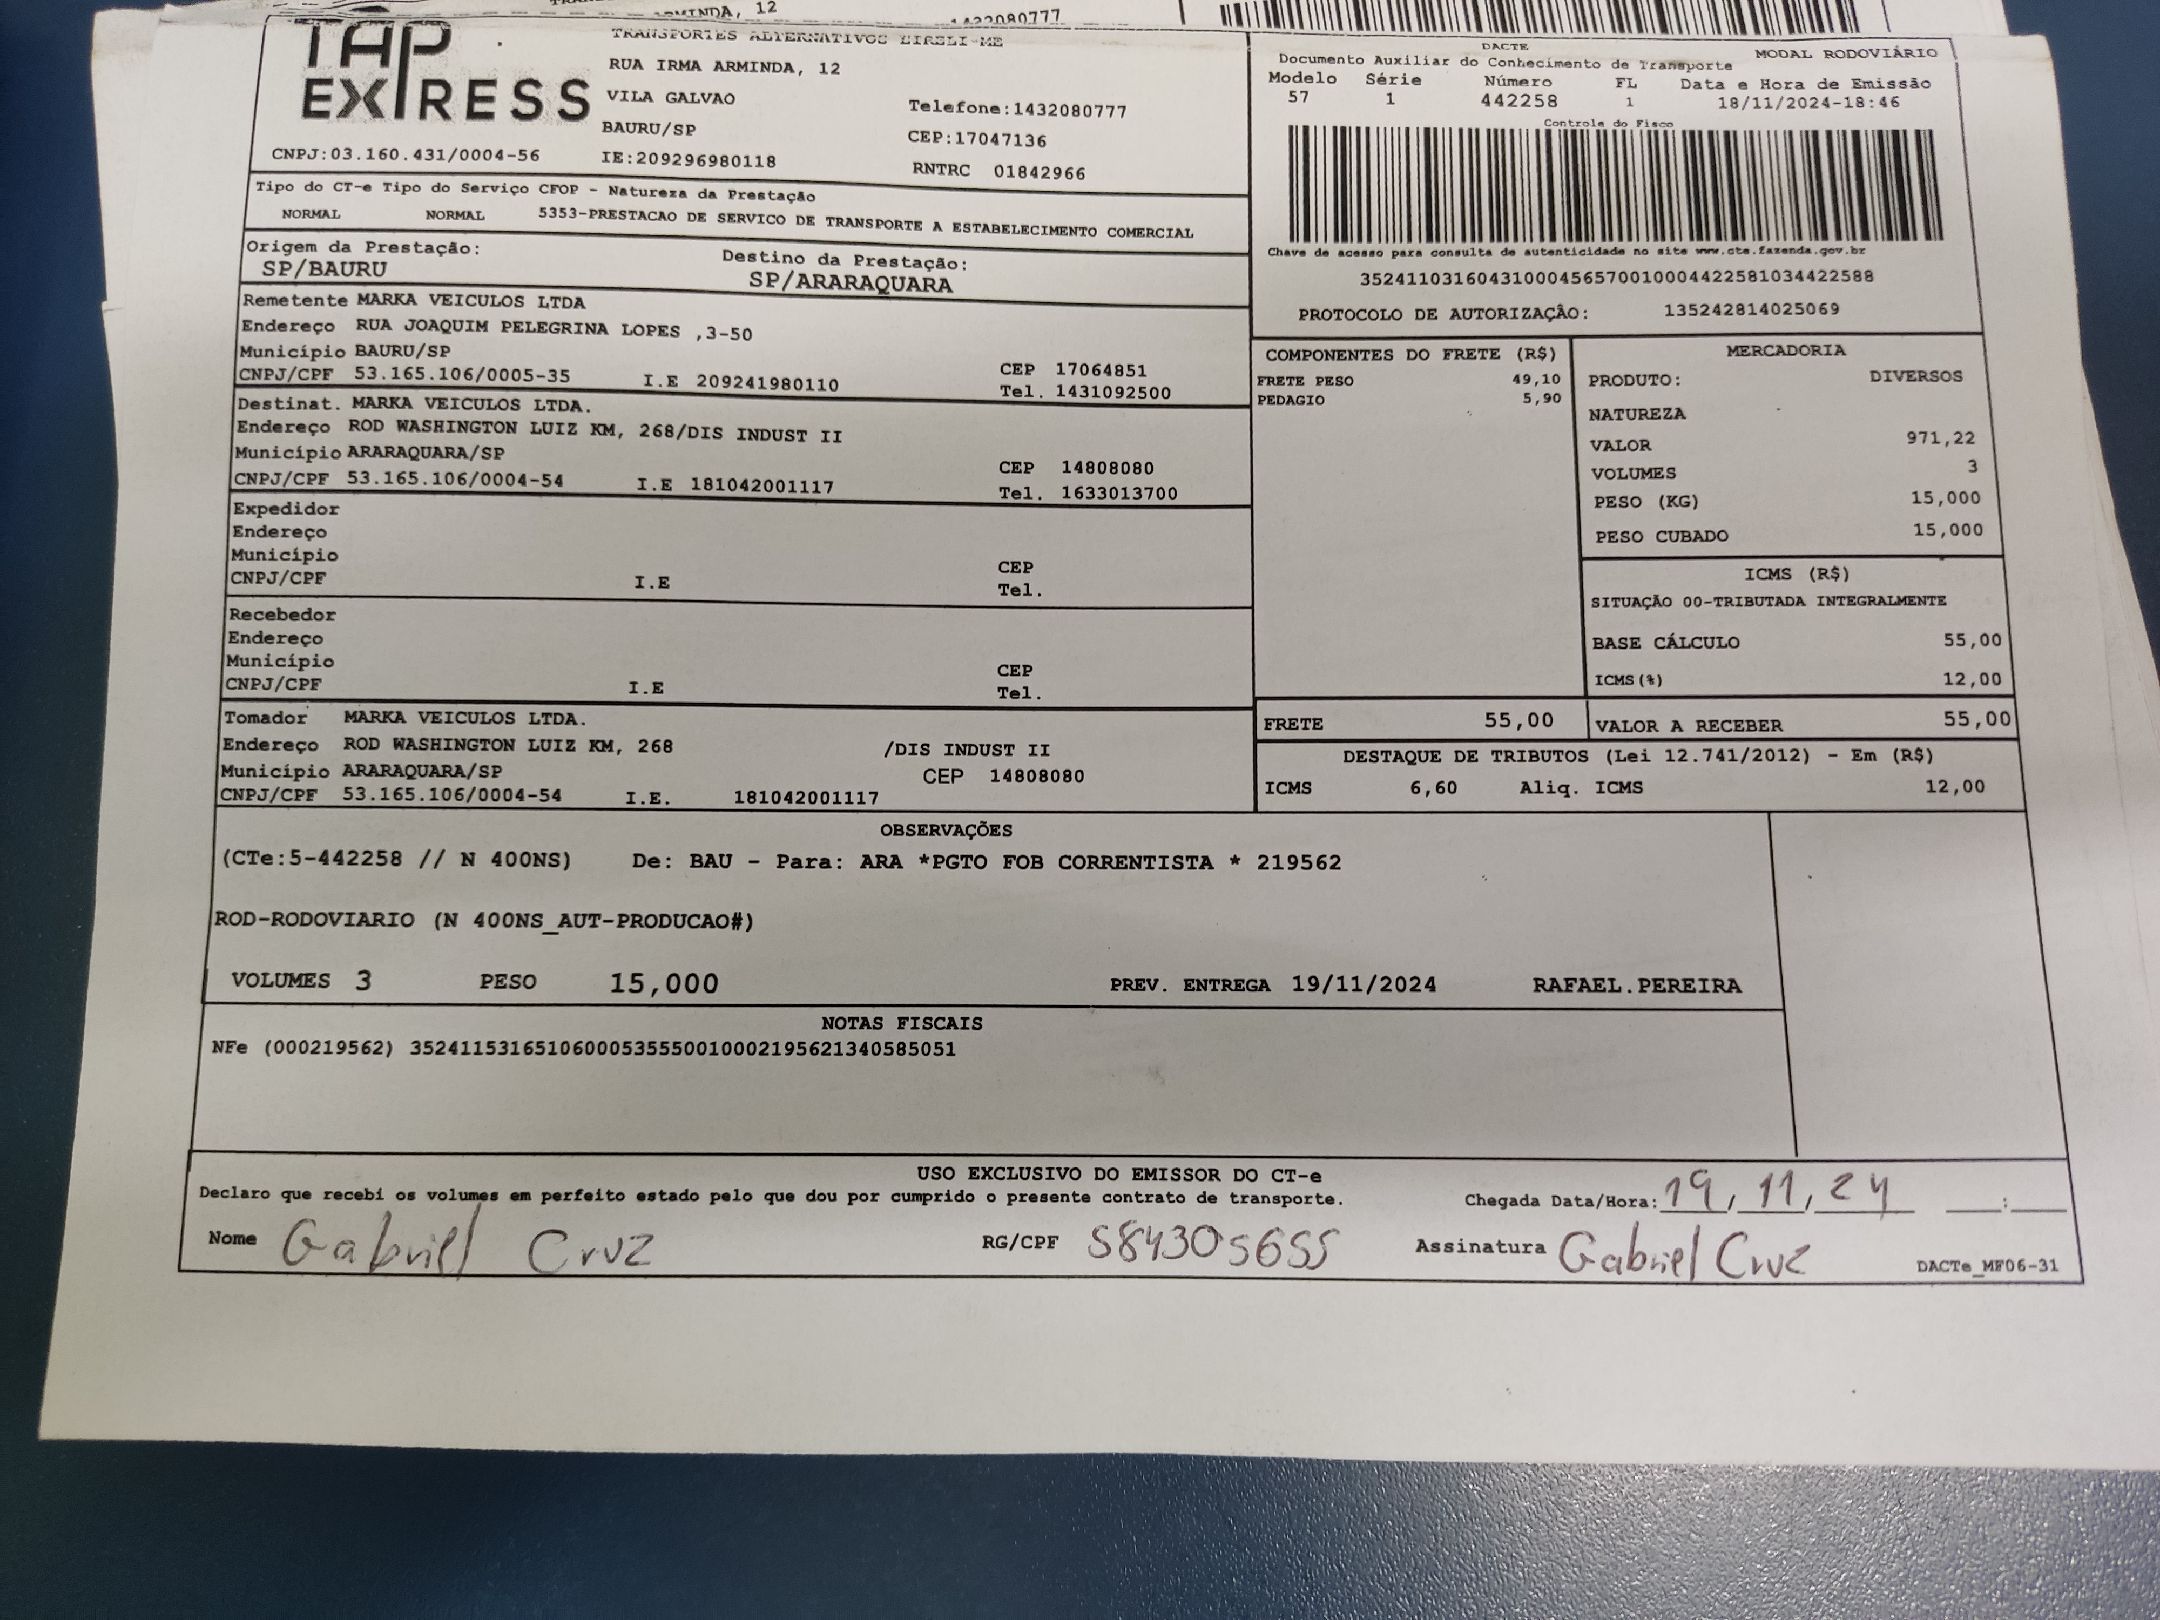 ARMINDA, 12
1432080777
TAP
EXPRESS
TRANSPORTES ALTERNATIVOS EIRELI-ME
RUA IRMA ARMINDA, 12
VILA GALVAO
Telefone:1432080777
BAURU/SP
CEP:17047136
CNPJ:03.160.431/0004-56
IE:209296980118
RNTRC 01842966
DACTE
MODAL RODOVIÁRIO
Documento Auxiliar do Conhecimento de Transporte
Modelo Série Número FL Data e Hora de Emissão
57 1 442258 1 18/11/2024-18:46
Controle do Fisco
Chave de acesso para consulta de autenticidade no site www.cte.fazenda.gov.br
35241103160431000456570010004422581034422588
PROTOCOLO DE AUTORIZAÇÃO: 135242814025069
Tipo do CT-e Tipo do Serviço CFOP - Natureza da Prestação
NORMAL NORMAL 5353-PRESTACAO DE SERVICO DE TRANSPORTE A ESTABELECIMENTO COMERCIAL
Origem da Prestação: Destino da Prestação:
SP/BAURU SP/ARARAQUARA
Remetente MARKA VEICULOS LTDA
Endereço RUA JOAQUIM PELEGRINA LOPES ,3-50
Município BAURU/SP CEP 17064851
CNPJ/CPF 53.165.106/0005-35 I.E 209241980110 Tel. 1431092500
Destinat. MARKA VEICULOS LTDA.
Endereço ROD WASHINGTON LUIZ KM, 268/DIS INDUST II
Município ARARAQUARA/SP CEP 14808080
CNPJ/CPF 53.165.106/0004-54 I.E 181042001117 Tel. 1633013700
Expedidor
Endereço
Município CEP
CNPJ/CPF I.E Tel.
Recebedor
Endereço
Município CEP
CNPJ/CPF I.E Tel.
Tomador MARKA VEICULOS LTDA.
Endereço ROD WASHINGTON LUIZ KM, 268 /DIS INDUST II
Município ARARAQUARA/SP CEP 14808080
CNPJ/CPF 53.165.106/0004-54 I.E. 181042001117
COMPONENTES DO FRETE (R$)
FRETE PESO 49,10
PEDAGIO 5,90
MERCADORIA
PRODUTO: DIVERSOS
NATUREZA
VALOR 971,22
VOLUMES 3
PESO (KG) 15,000
PESO CUBADO 15,000
ICMS (R$)
SITUAÇÃO 00-TRIBUTADA INTEGRALMENTE
BASE CÁLCULO 55,00
ICMS(%) 12,00
FRETE 55,00 VALOR A RECEBER 55,00
DESTAQUE DE TRIBUTOS (Lei 12.741/2012) - Em (R$)
ICMS 6,60 Aliq. ICMS 12,00
OBSERVAÇÕES
(CTe:5-442258 // N 400NS) De: BAU - Para: ARA *PGTO FOB CORRENTISTA * 219562
ROD-RODOVIARIO (N 400NS_AUT-PRODUCAO#)
VOLUMES 3 PESO 15,000 PREV. ENTREGA 19/11/2024 RAFAEL.PEREIRA
NOTAS FISCAIS
NFe (000219562) 35241153165106000535550010002195621340585051
USO EXCLUSIVO DO EMISSOR DO CT-e
Declaro que recebi os volumes em perfeito estado pelo que dou por cumprido o presente contrato de transporte. Chegada Data/Hora: 19, 11, 24 :
Nome Gabriel Cruz RG/CPF 584305655 Assinatura Gabriel Cruz
DACTe_MF06-31